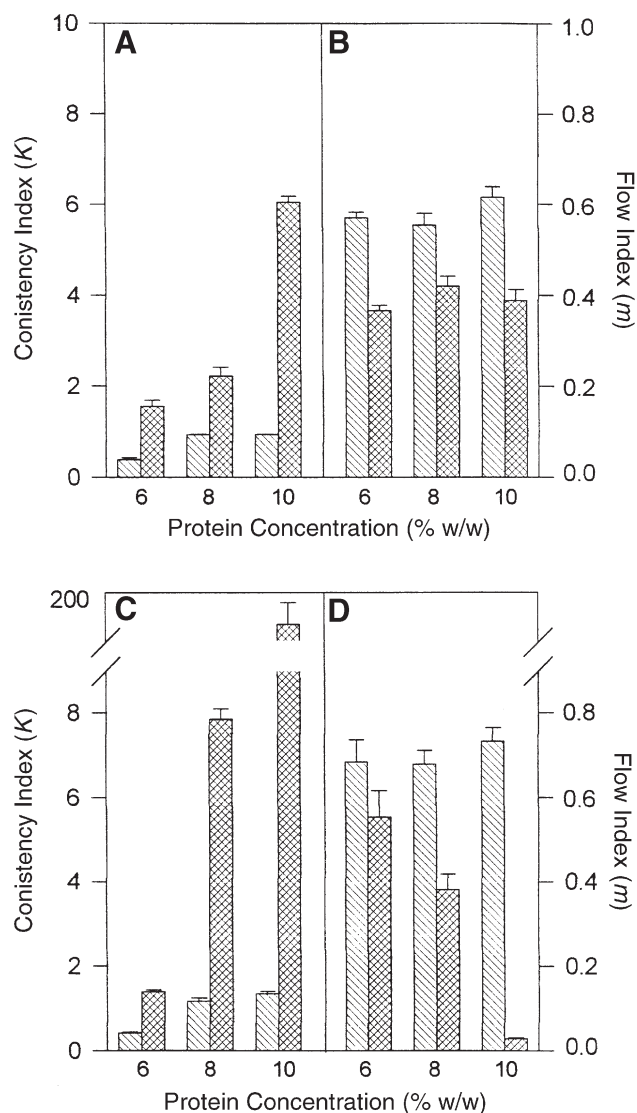 A
B
10
8
6
4
2
0
Conistency Index (K)
1.0
0.8
0.6
0.4
0.2
0.0
Flow Index (m)
6 8 10 6 8 10
Protein Concentration (% w/w)
C
D
200
8
6
4
2
0
Conistency Index (K)
0.8
0.6
0.4
0.2
0.0
Flow Index (m)
6 8 10 6 8 10
Protein Concentration (% w/w)